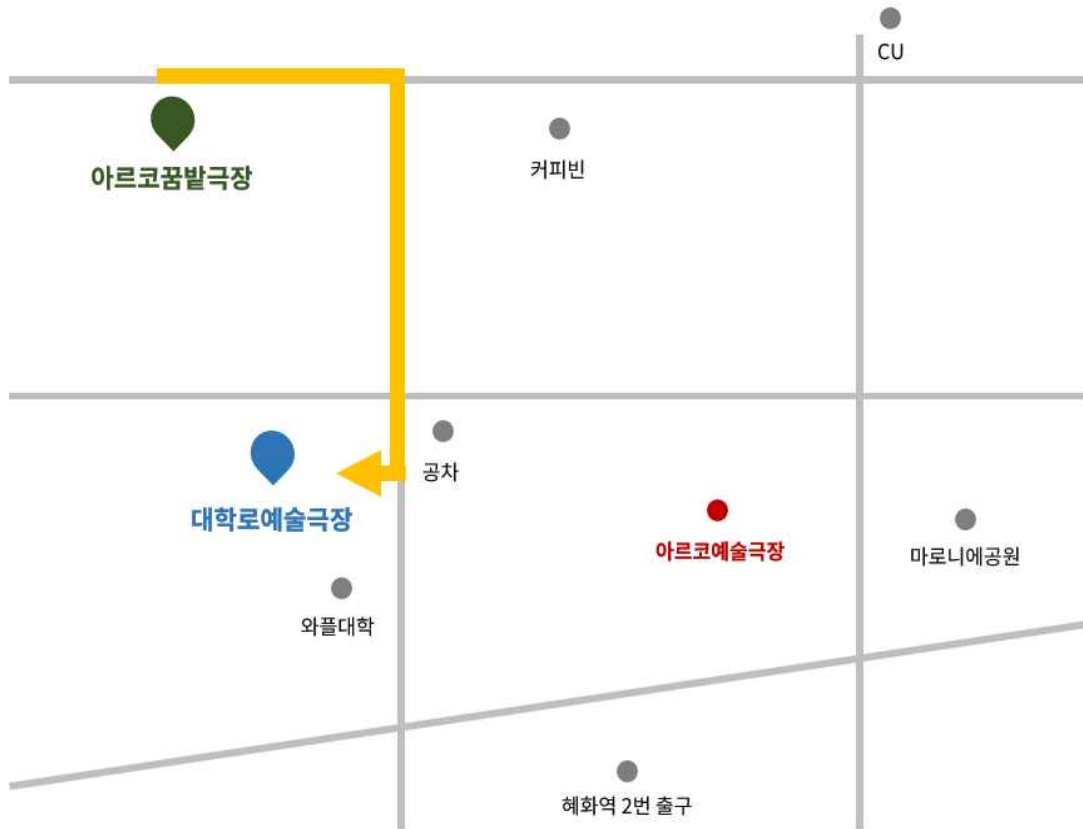 CU
커피빈
아르코꿈밭극장
공차
대학로예술극장
아르코예술극장
마로니에공원
와플대학
혜화역 2번 출구